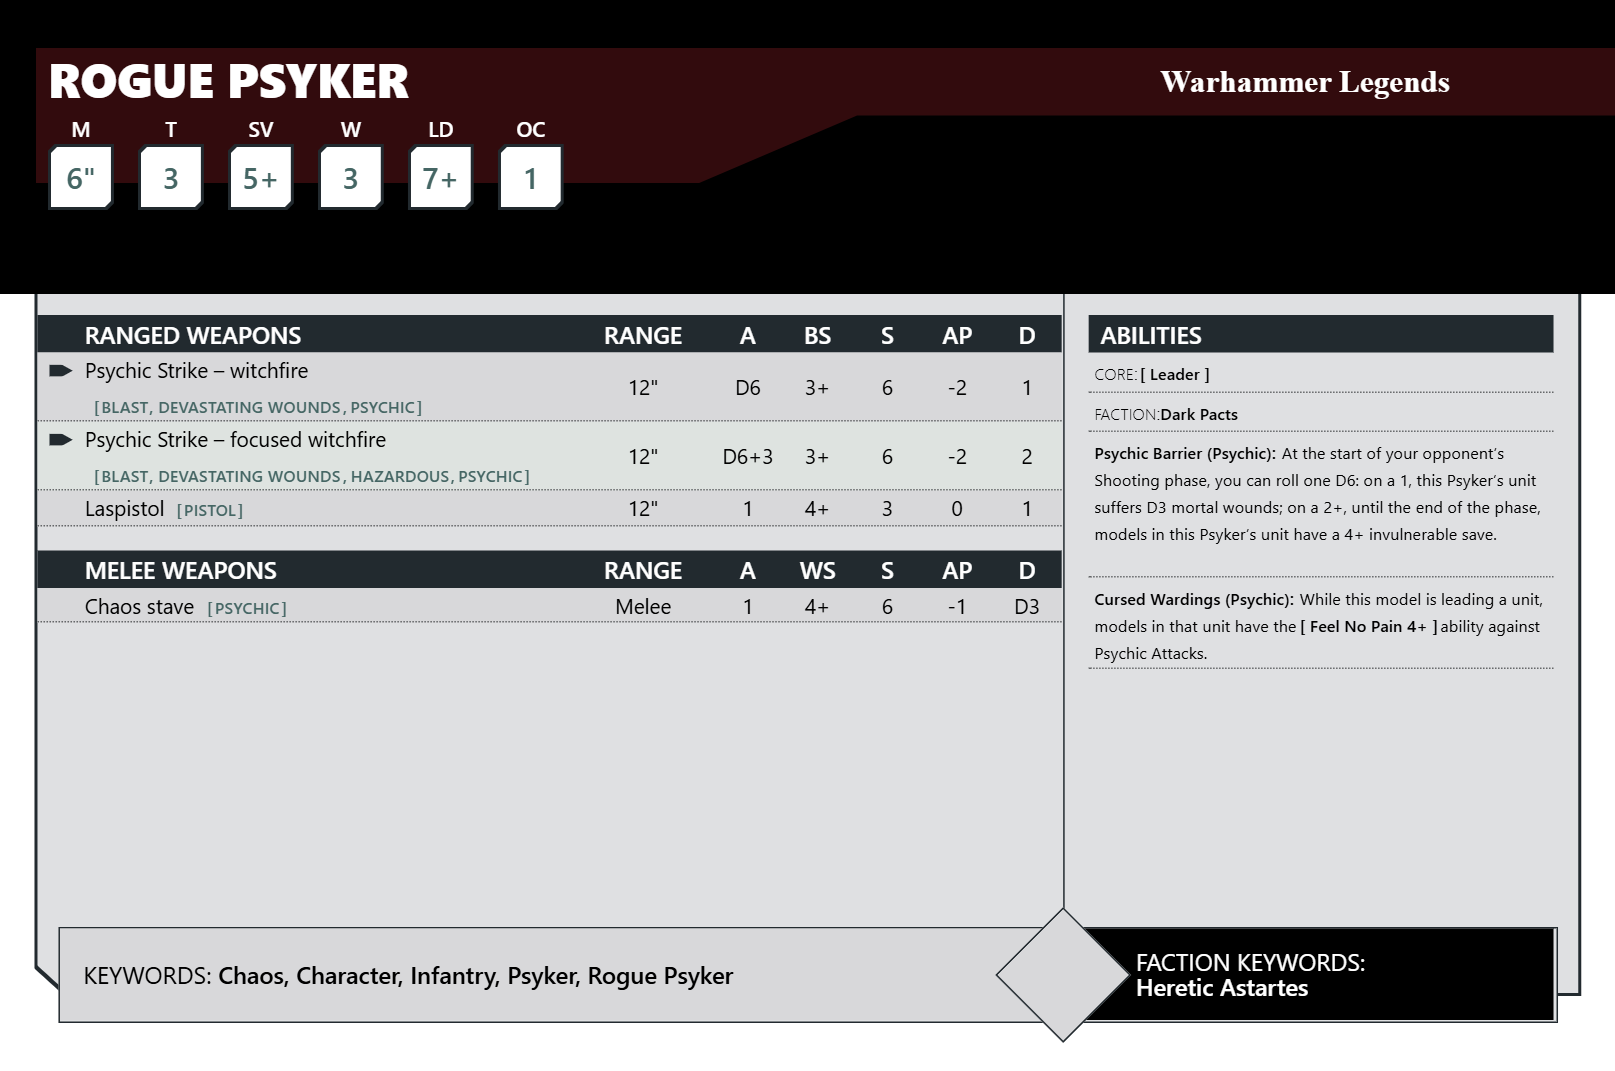 ROGUE PSYKER
Warhammer Legends
M T SV W LD OC
6" 3 5+ 3 7+ 1
RANGED WEAPONS RANGE A BS S AP D
Psychic Strike – witchfire
[BLAST, DEVASTATING WOUNDS, PSYCHIC]
12" D6 3+ 6 -2 1
Psychic Strike – focused witchfire
[BLAST, DEVASTATING WOUNDS, HAZARDOUS, PSYCHIC]
12" D6+3 3+ 6 -2 2
Laspistol [PISTOL] 12" 1 4+ 3 0 1
MELEE WEAPONS RANGE A WS S AP D
Chaos stave [PSYCHIC] Melee 1 4+ 6 -1 D3
ABILITIES
CORE: [ Leader ]
FACTION: Dark Pacts
Psychic Barrier (Psychic): At the start of your opponent’s
Shooting phase, you can roll one D6: on a 1, this Psyker’s unit
suffers D3 mortal wounds; on a 2+, until the end of the phase,
models in this Psyker’s unit have a 4+ invulnerable save.
Cursed Wardings (Psychic): While this model is leading a unit,
models in that unit have the [ Feel No Pain 4+ ] ability against
Psychic Attacks.
KEYWORDS: Chaos, Character, Infantry, Psyker, Rogue Psyker
FACTION KEYWORDS:
Heretic Astartes